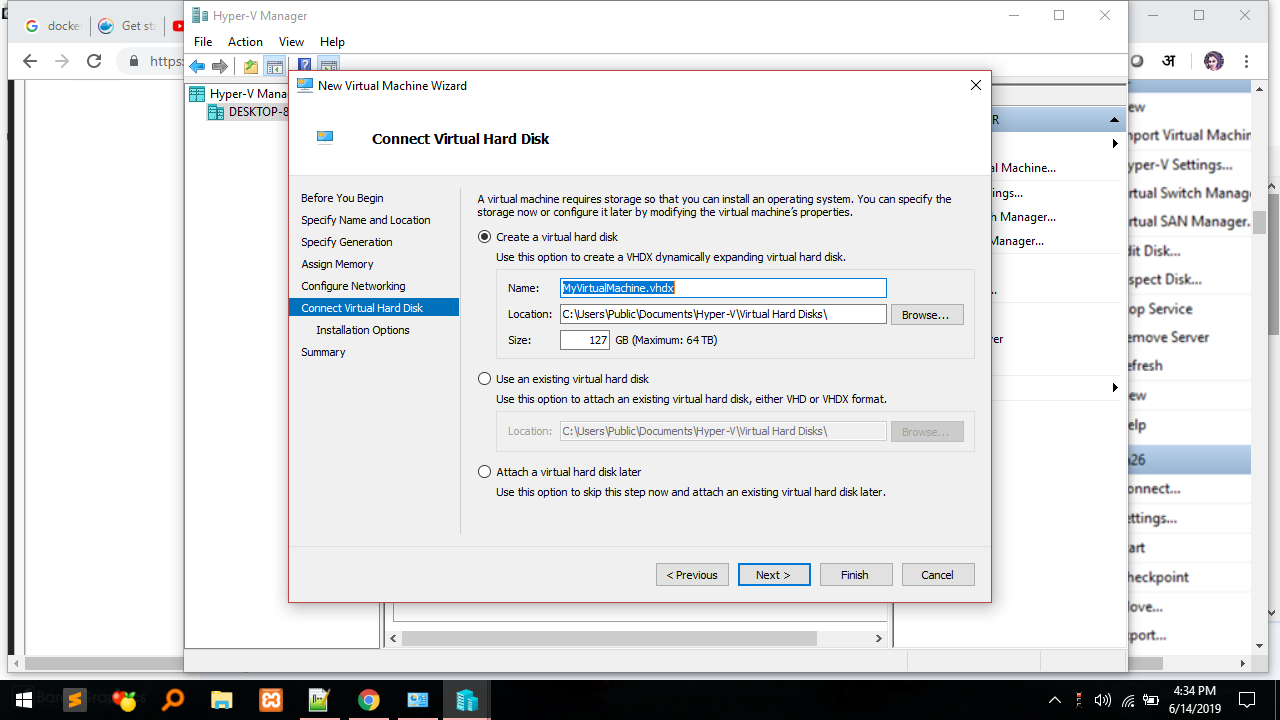 docke
Get sta
https:
Hyper-V Manager
File Action View Help
Hyper-V Mana
DESKTOP-8
New Virtual Machine Wizard
Connect Virtual Hard Disk
Before You Begin
Specify Name and Location
Specify Generation
Assign Memory
Configure Networking
Connect Virtual Hard Disk
Installation Options
Summary
A virtual machine requires storage so that you can install an operating system. You can specify the
storage now or configure it later by modifying the virtual machine's properties.
Create a virtual hard disk
Use this option to create a VHDX dynamically expanding virtual hard disk.
Name: MyVirtualMachine.vhdx
Location: C:\Users\Public\Documents\Hyper-V\Virtual Hard Disks\ Browse...
Size: 127 GB (Maximum: 64 TB)
Use an existing virtual hard disk
Use this option to attach an existing virtual hard disk, either VHD or VHDX format.
Location: C:\Users\Public\Documents\Hyper-V\Virtual Hard Disks\ Browse...
Attach a virtual hard disk later
Use this option to skip this step now and attach an existing virtual hard disk later.
< Previous Next > Finish Cancel
R
al Machine...
ings...
h Manager...
Manager...
ver
अ
ew
nport Virtual Machin
yper-V Settings...
rtual Switch Manage
rtual SAN Manager.
dit Disk...
spect Disk...
op Service
emove Server
efresh
ew
elp
a26
onnect...
ettings...
art
heckpoint
ove...
port...
4:34 PM
6/14/2019